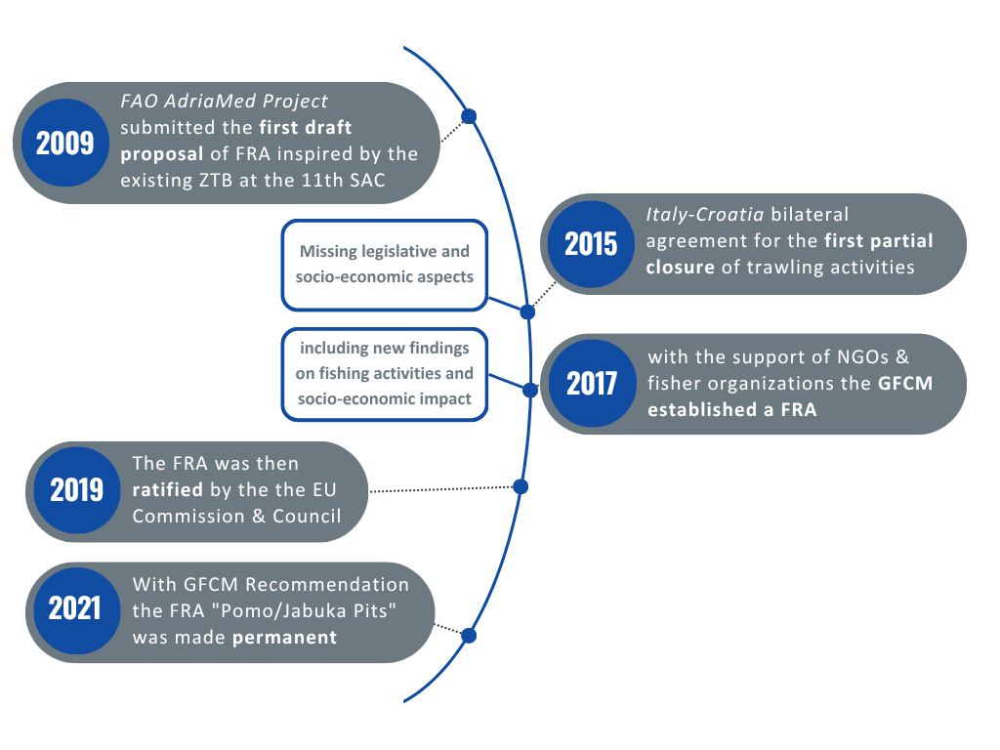 2009
FAO AdriaMed Project
submitted the first draft
proposal of FRA inspired by the
existing ZTB at the 11th SAC
2015
Italy-Croatia bilateral
agreement for the first partial
closure of trawling activities
Missing legislative and
socio-economic aspects
2017
with the support of NGOs &
fisher organizations the GFCM
established a FRA
including new findings
on fishing activities and
socio-economic impact
2019
The FRA was then
ratified by the the EU
Commission & Council
2021
With GFCM Recommendation
the FRA "Pomo/Jabuka Pits"
was made permanent